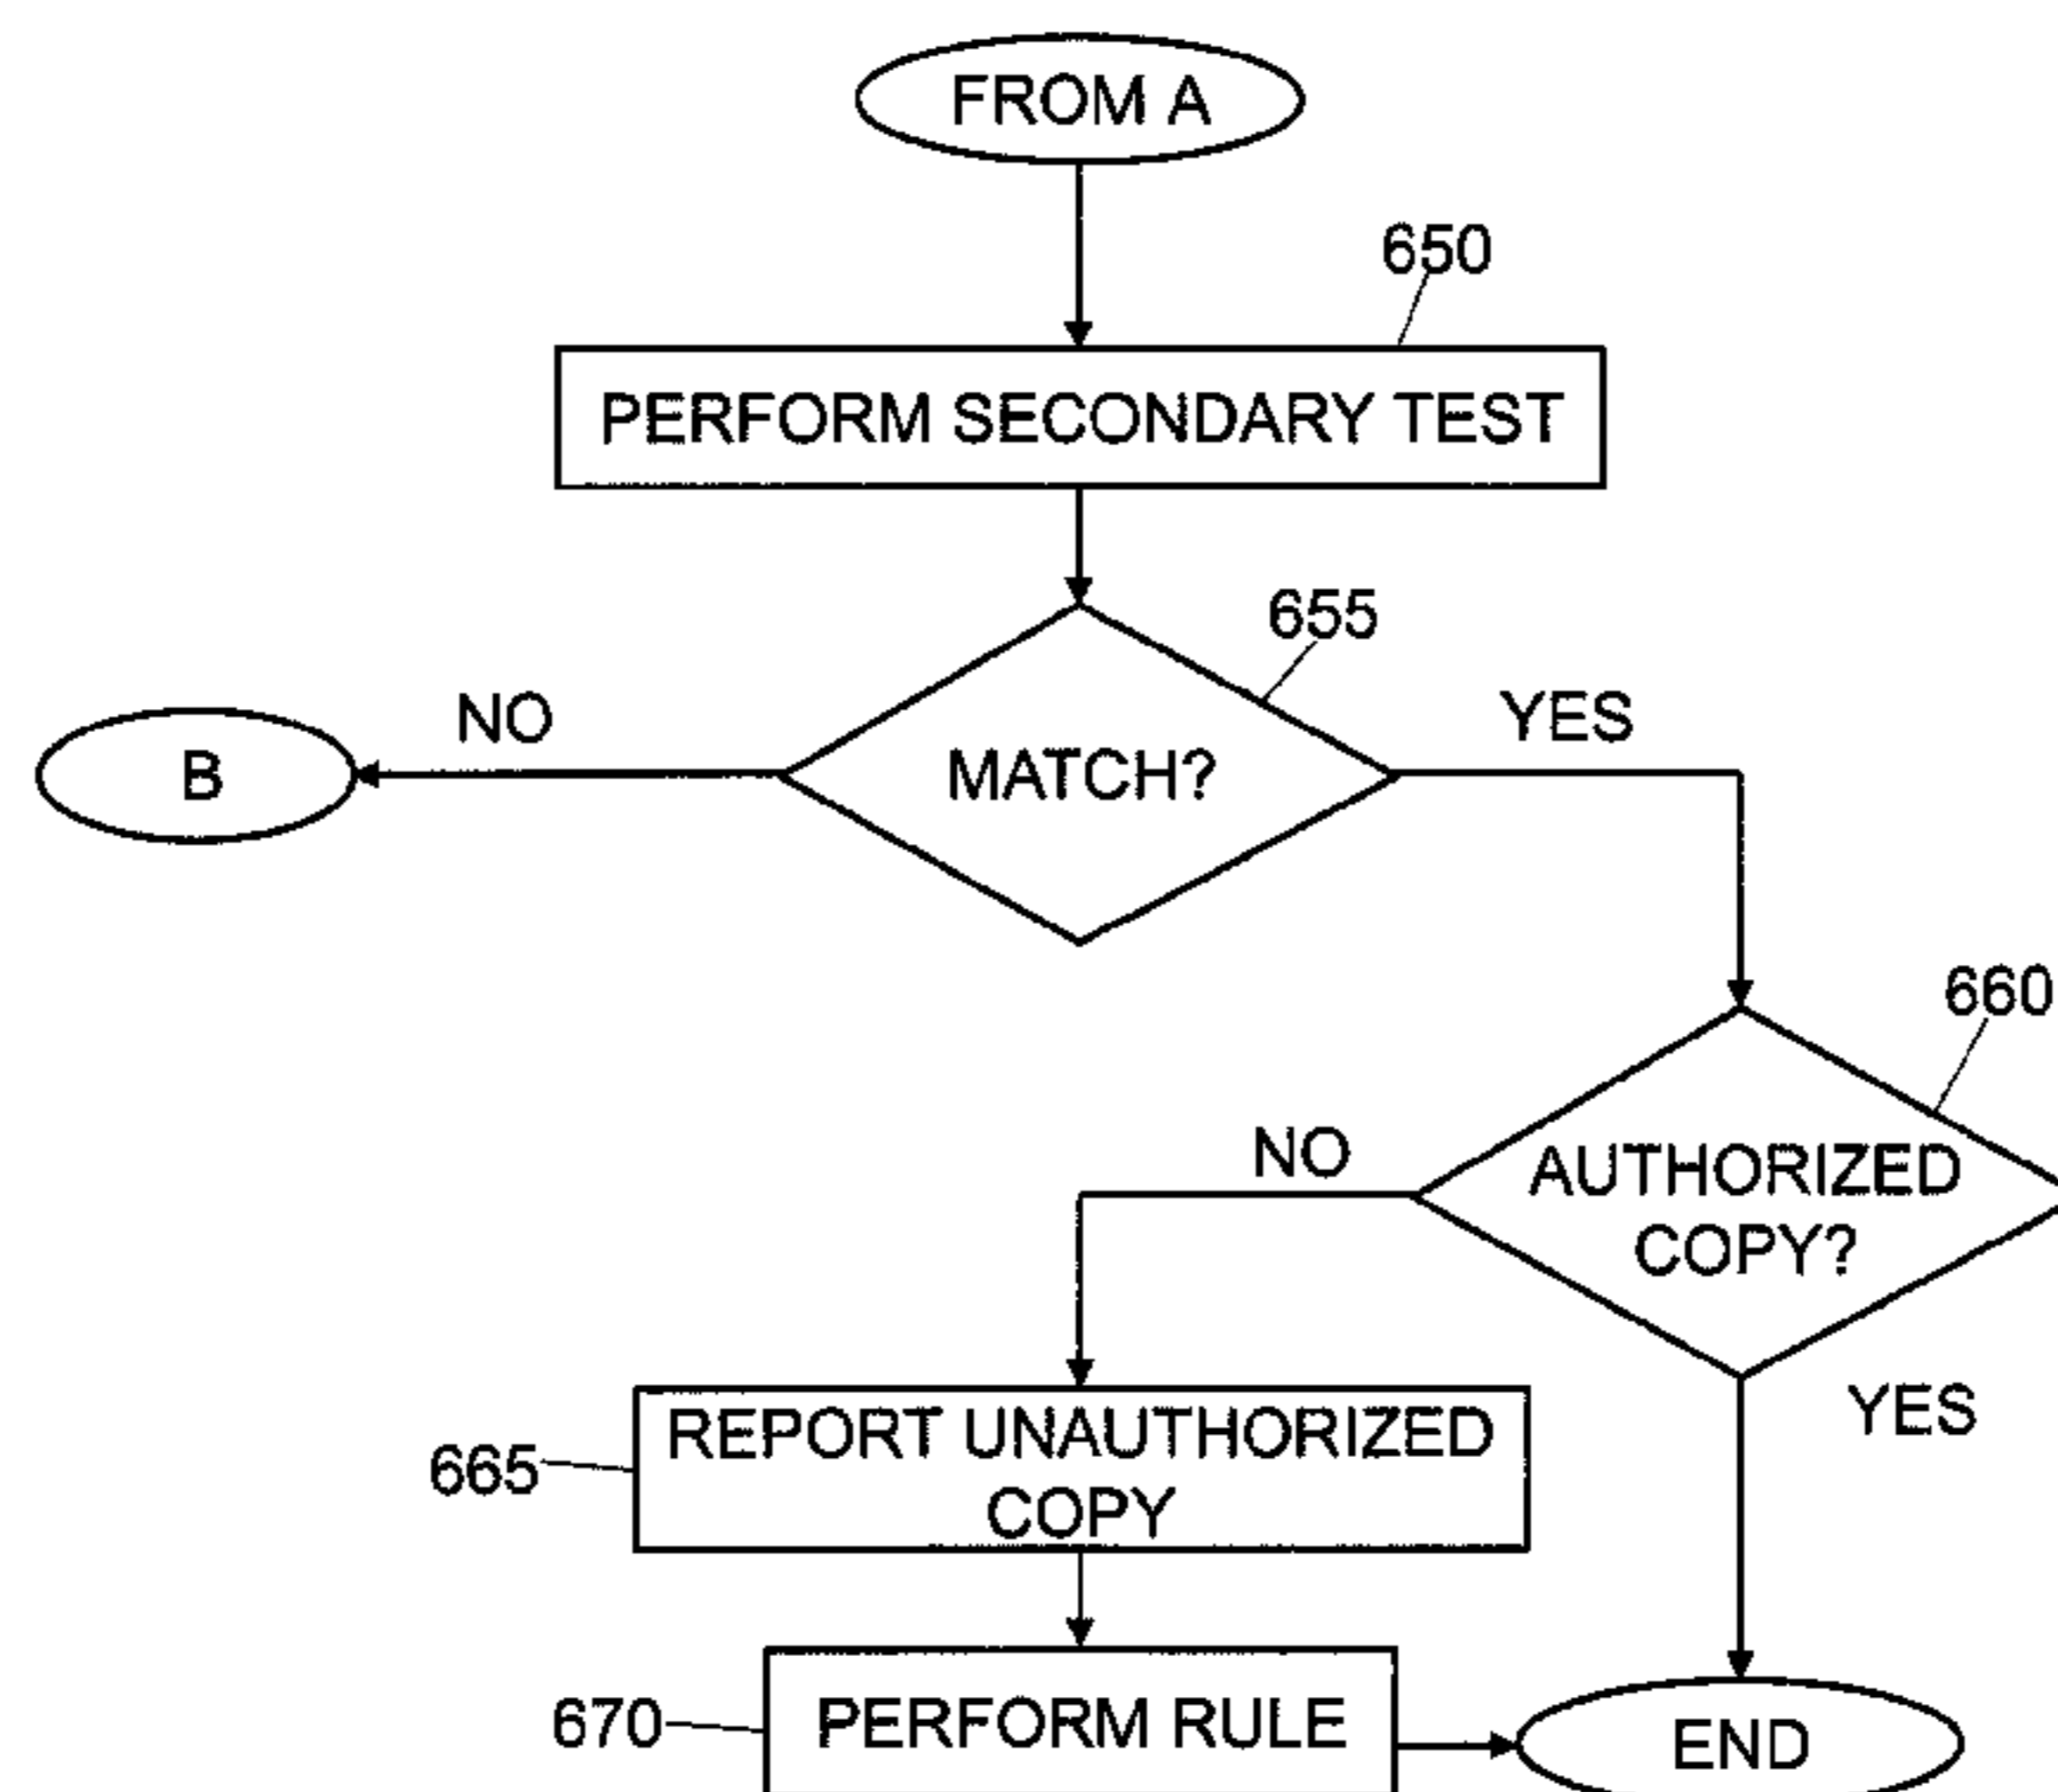 FROM A
650
PERFORM SECONDARY TEST
655
NO
YES
B
MATCH?
660
NO
AUTHORIZED
COPY?
YES
665
REPORT UNAUTHORIZED
COPY
670
PERFORM RULE
END